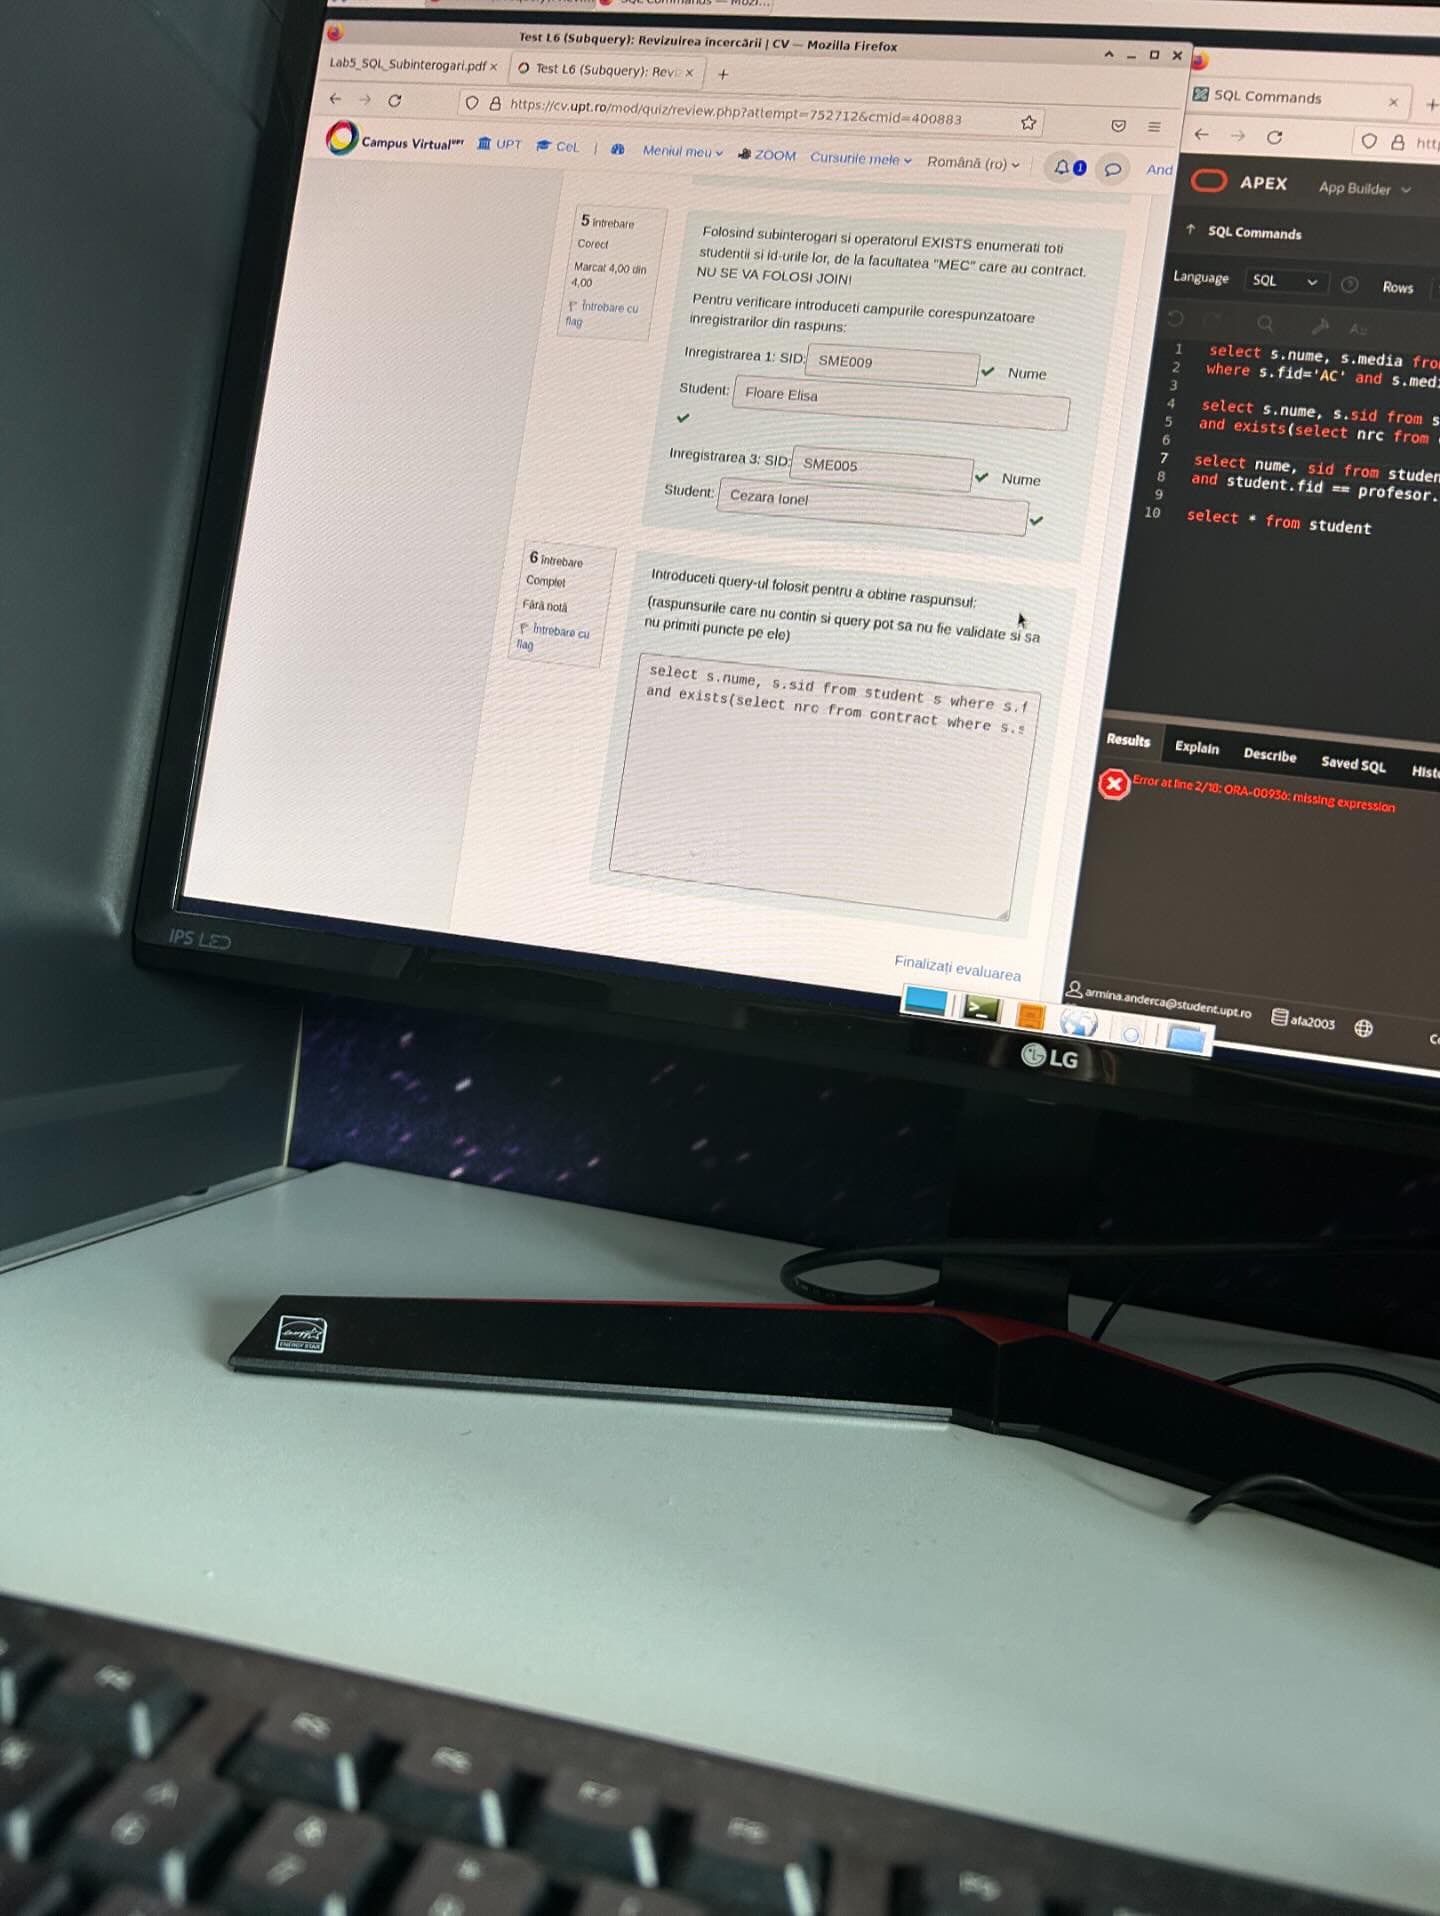 Test L6 (Subquery): Revizuirea încercării | CV — Mozilla Firefox
Lab5_SQL_Subinterogari.pdf
Test L6 (Subquery): Revi
https://cv.upt.ro/mod/quiz/review.php?attempt=752712&cmid=400883
Campus Virtual UPT CeL | Meniul meu ZOOM Cursurile mele Română (ro) 1 And
5 Întrebare
Corect
Marcat 4,00 din
4,00
Întrebare cu
flag
Folosind subinterogari si operatorul EXISTS enumerati toti
studentii si id-urile lor, de la facultatea "MEC" care au contract.
NU SE VA FOLOSI JOIN!
Pentru verificare introduceti campurile corespunzatoare
inregistrarilor din raspuns:
Inregistrarea 1: SID: SME009 Nume
Student: Floare Elisa
Inregistrarea 3: SID: SME005 Nume
Student: Cezara Ionel
6 Întrebare
Complet
Fără notă
Întrebare cu
flag
Introduceti query-ul folosit pentru a obtine raspunsul:
(raspunsurile care nu contin si query pot sa nu fie validate si sa
nu primiti puncte pe ele)
select s.nume, s.sid from student s where s.f
and exists(select nrc from contract where s.s
Finalizați evaluarea
SQL Commands
htt
APEX App Builder
SQL Commands
Language SQL Rows
1 select s.nume, s.media fro
2 where s.fid='AC' and s.med
3
4 select s.nume, s.sid from s
5 and exists(select nrc from
6
7 select nume, sid from studen
8 and student.fid == profesor.
9
10 select * from student
Results Explain Describe Saved SQL Hist
Error at line 2/18: ORA-00936: missing expression
armina.anderca@student.upt.ro afa2003
IPS LED
LG
ENERGY STAR